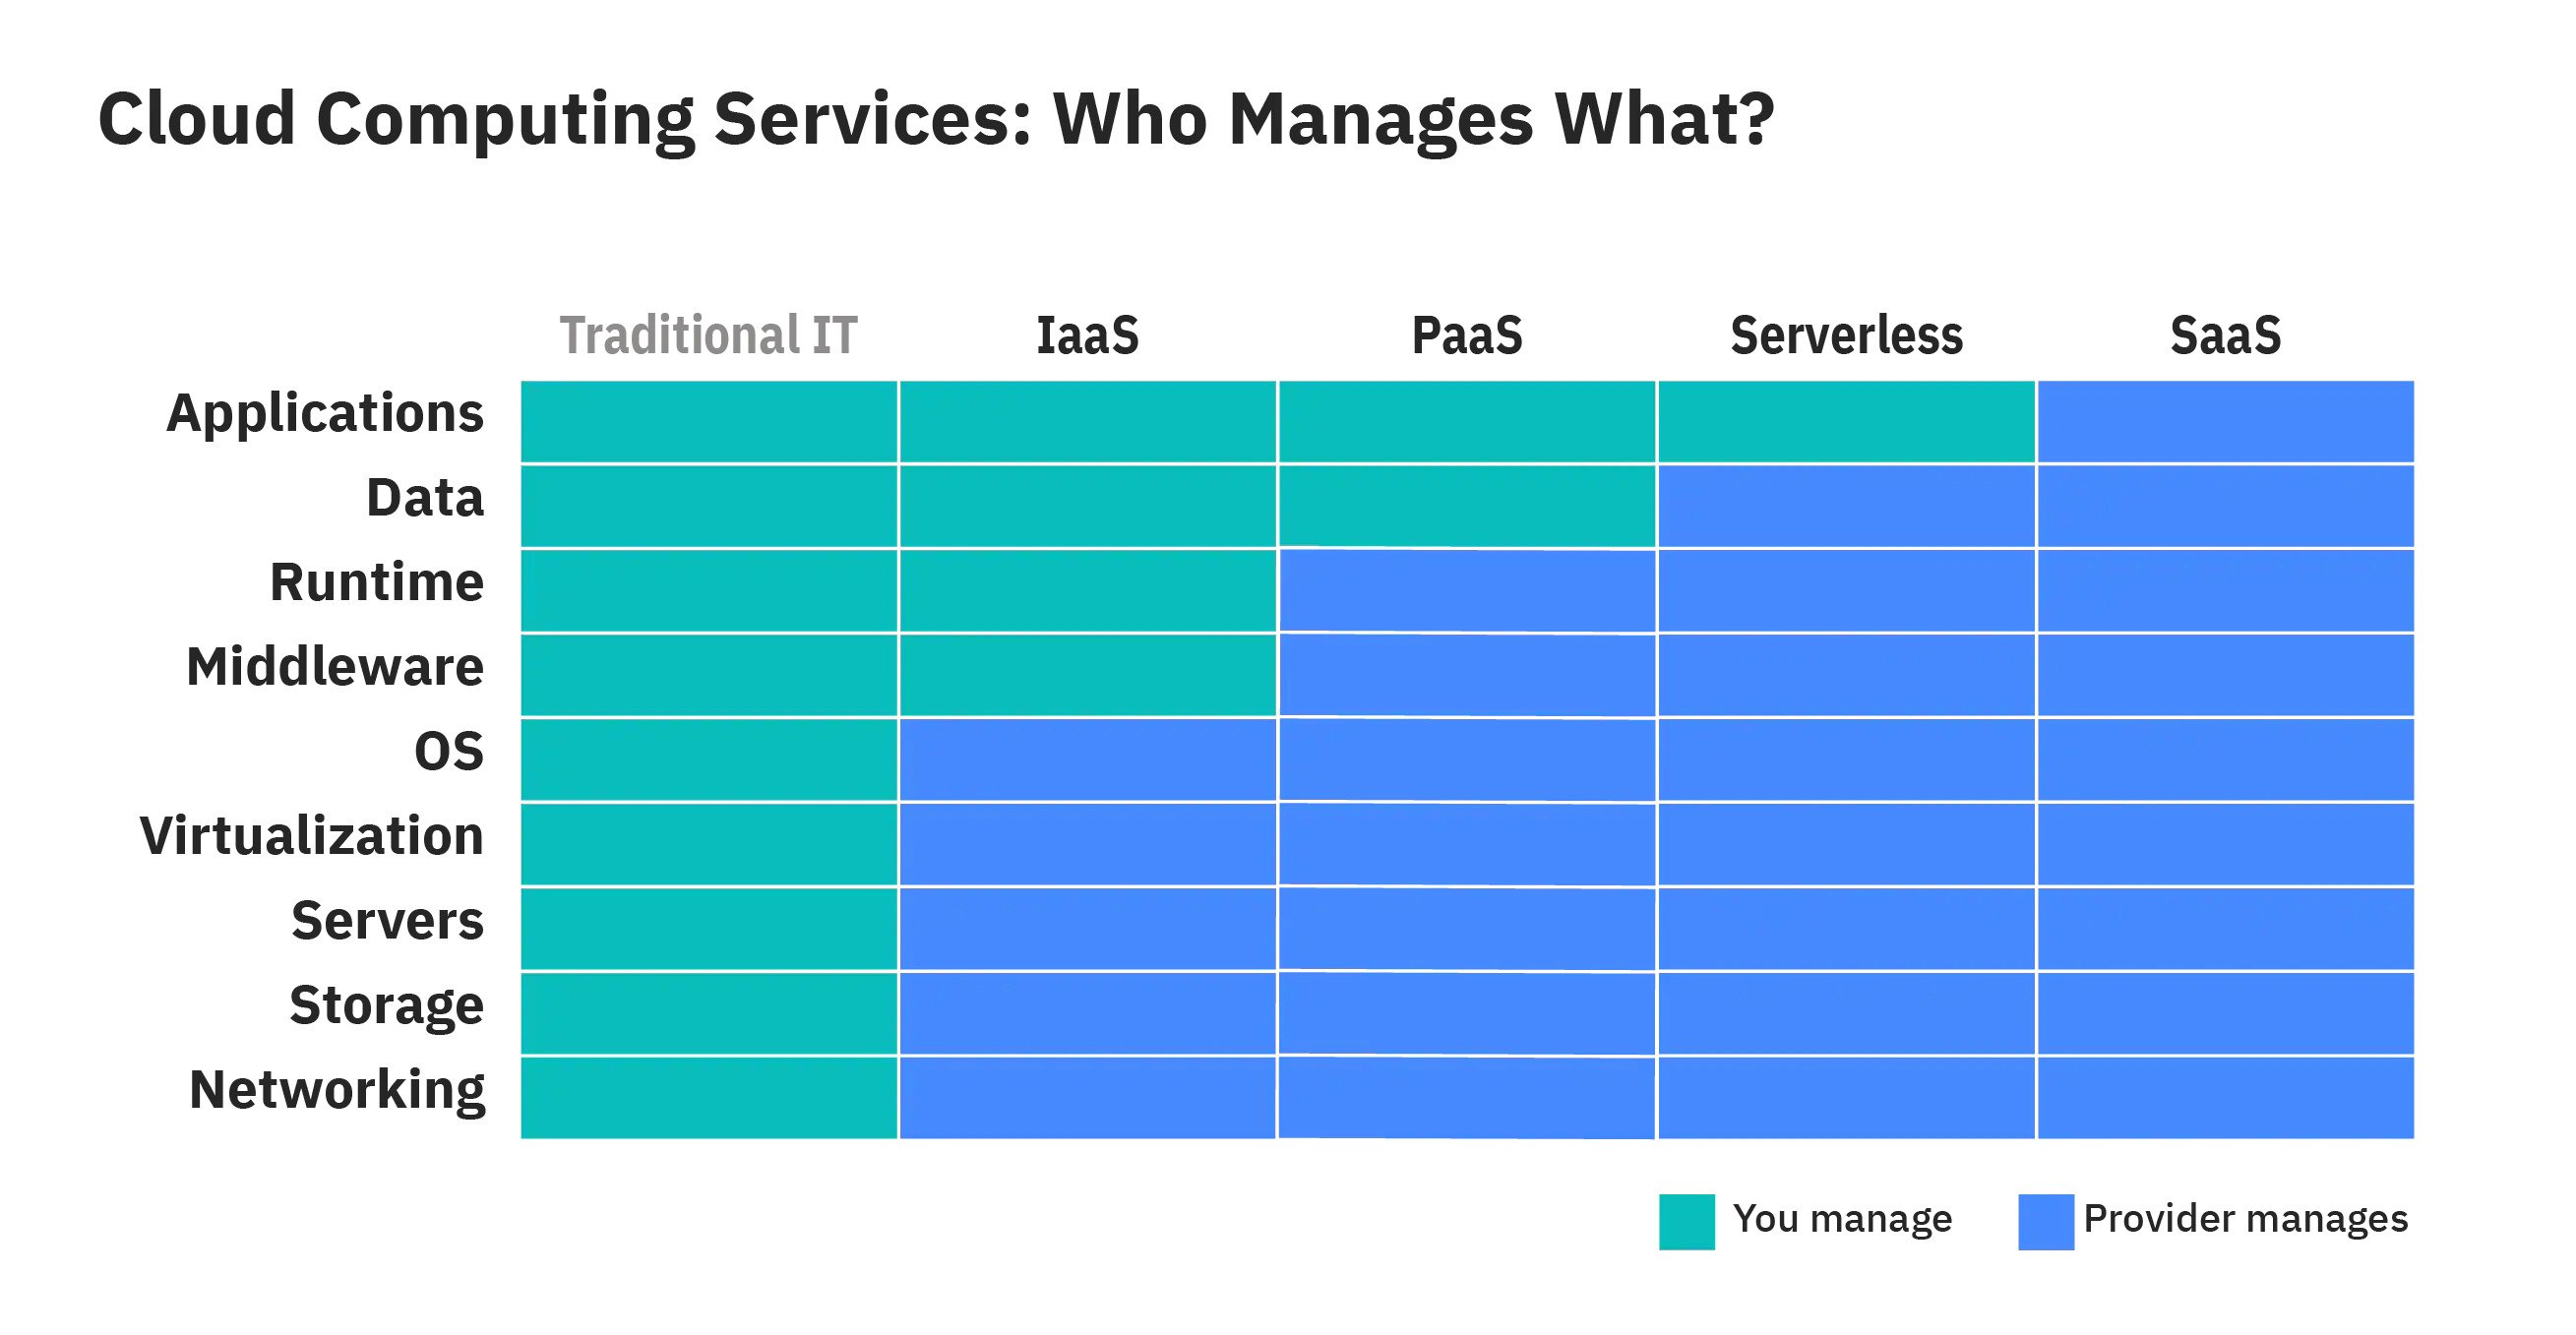 Cloud Computing Services: Who Manages What?
Traditional IT IaaS PaaS Serverless SaaS
Applications
Data
Runtime
Middleware
OS
Virtualization
Servers
Storage
Networking
You manage Provider manages